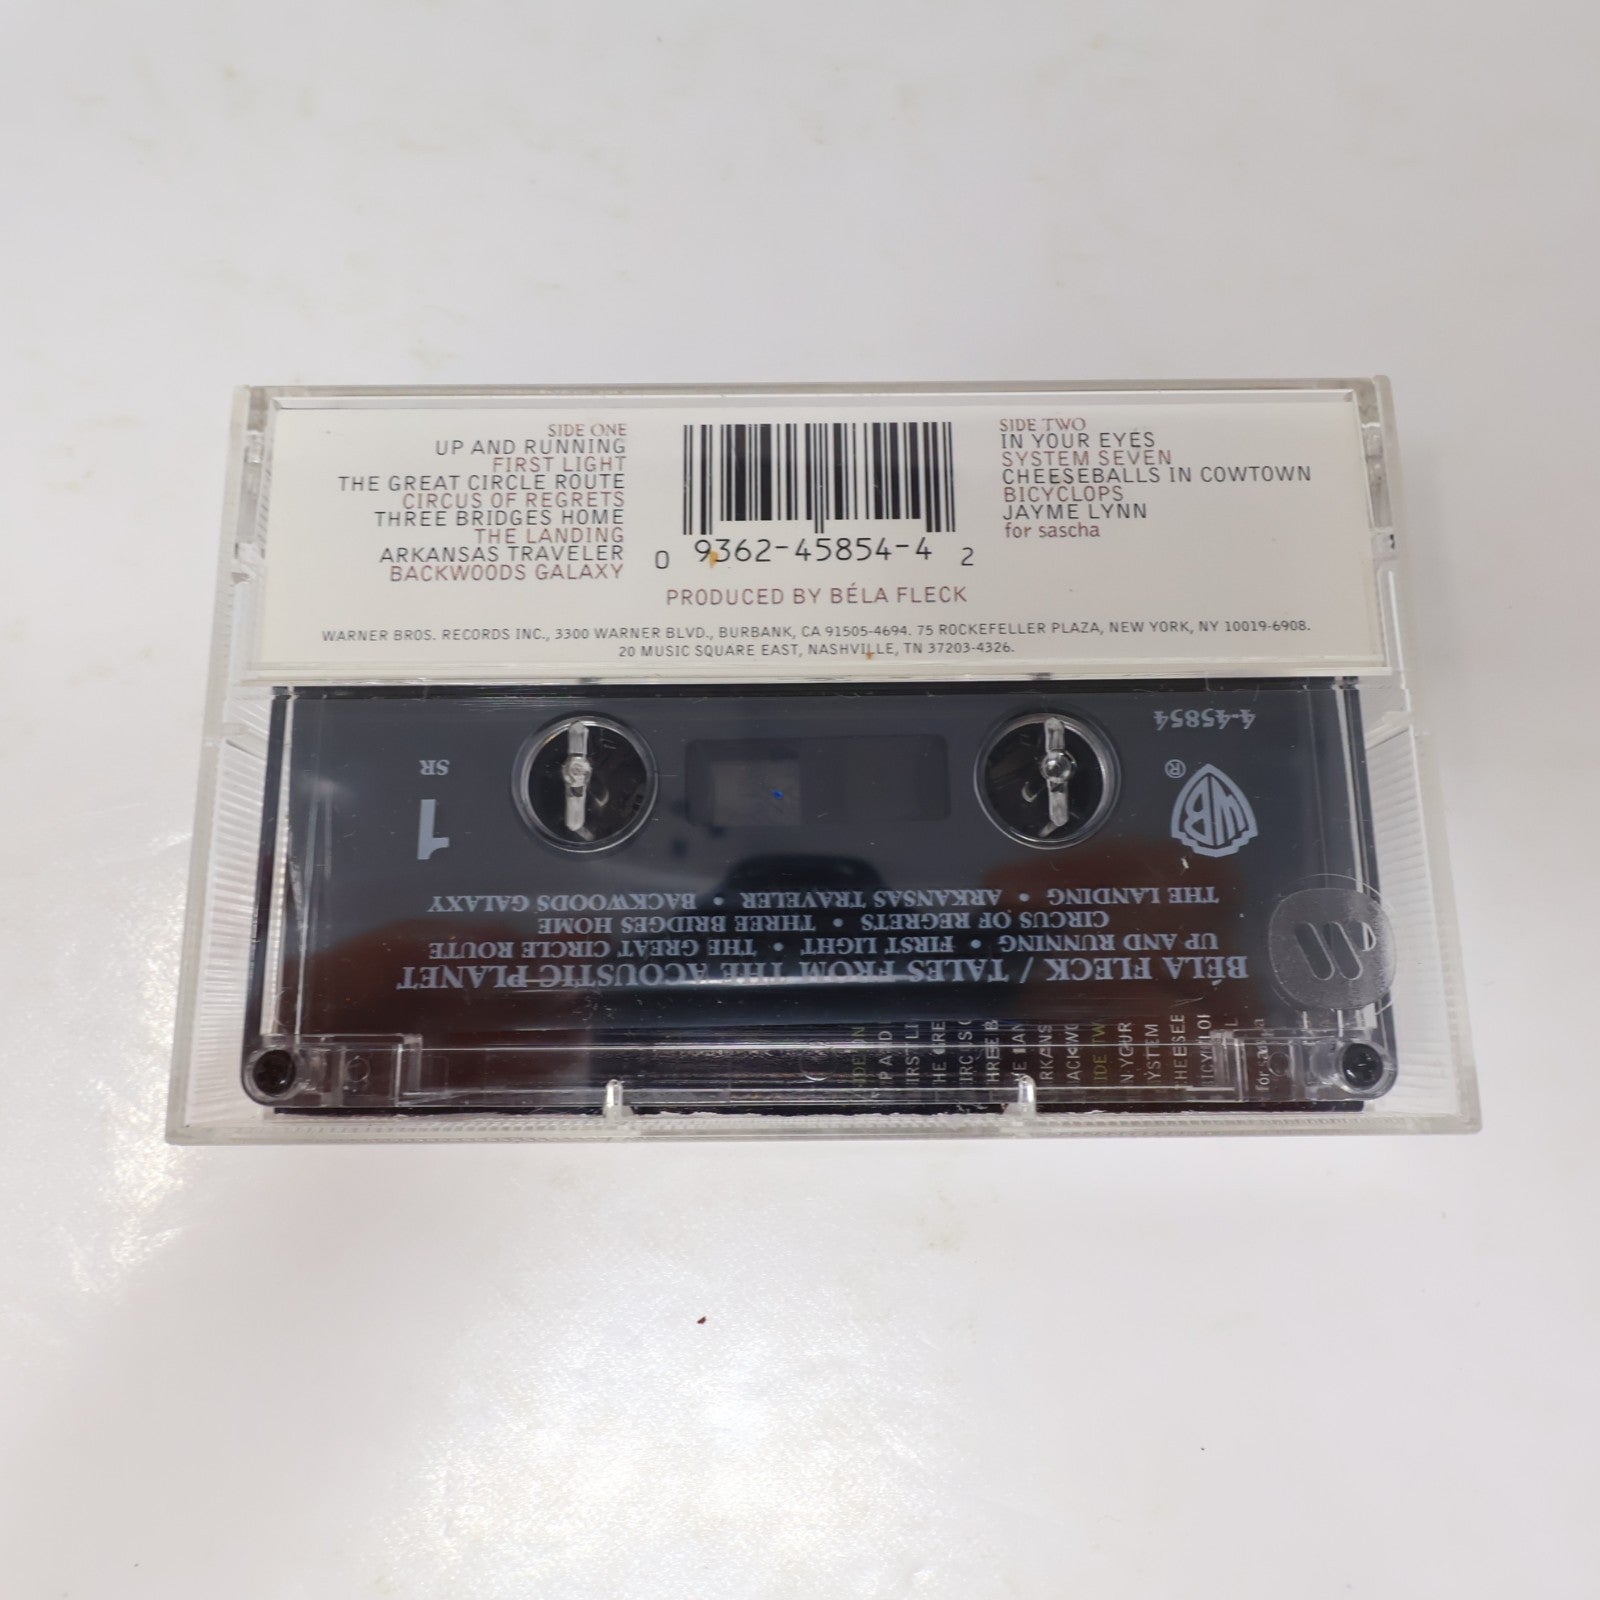 SIDE ONE
UP AND RUNNING
FIRST LIGHT
THE GREAT CIRCLE ROUTE
CIRCUS OF REGRETS
THREE BRIDGES HOME
THE LANDING
ARKANSAS TRAVELER
BACKWOODS GALAXY
0 9362-45854-4 2
SIDE TWO
IN YOUR EYES
SYSTEM SEVEN
CHEESEBALLS IN COWTOWN
BICYCLOPS
JAYME LYNN
for sascha
PRODUCED BY BÉLA FLECK
WARNER BROS. RECORDS INC., 3300 WARNER BLVD., BURBANK, CA 91505-4694. 75 ROCKEFELLER PLAZA, NEW YORK, NY 10019-6908.
20 MUSIC SQUARE EAST, NASHVILLE, TN 37203-4326.
BÉLA FLECK / TALES FROM THE ACOUSTIC PLANET
UP AND RUNNING • FIRST LIGHT • THE GREAT CIRCLE ROUTE
CIRCUS OF REGRETS • THREE BRIDGES HOME
THE LANDING • ARKANSAS TRAVELER • BACKWOODS GALAXY
WB ®
1
SR
4-45854
for sascha